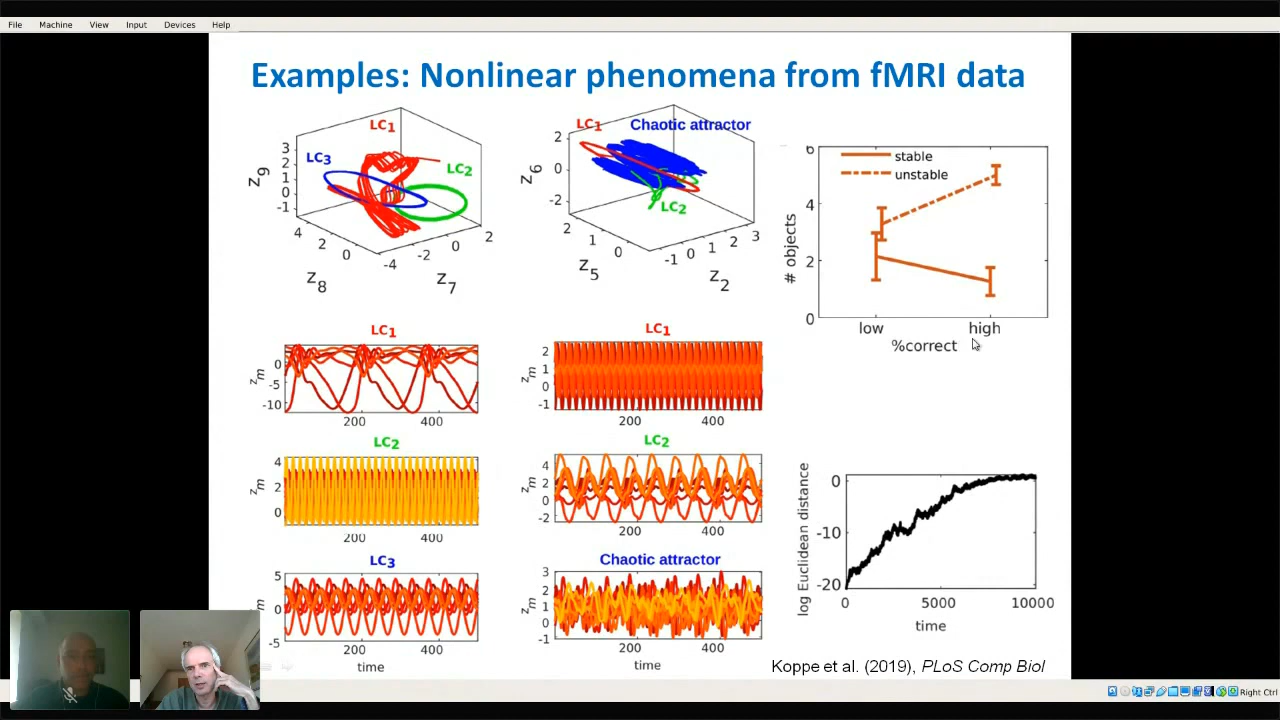 File Machine View Input Devices Help
Examples: Nonlinear phenomena from fMRI data
LC1
LC3
LC2
z9
3
2
1
0
-1
4
2
0
z8
-4
-2
0
2
z7
LC1
Chaotic attractor
LC2
z6
2
0
-2
2
1
0
z5
-1
0
1
2
3
z2
stable
unstable
# objects
6
4
2
0
low
high
%correct
LC1
zm
0
-5
-10
200
400
LC1
zm
2
1
0
-1
200
400
LC2
zm
4
2
0
200
400
LC2
zm
4
2
0
-2
200
400
LC3
zm
5
0
-5
200
400
time
Chaotic attractor
zm
3
2
1
0
-1
200
400
time
log Euclidean distance
0
-10
-20
0
5000
10000
time
Koppe et al. (2019), PLoS Comp Biol
Right Ctrl